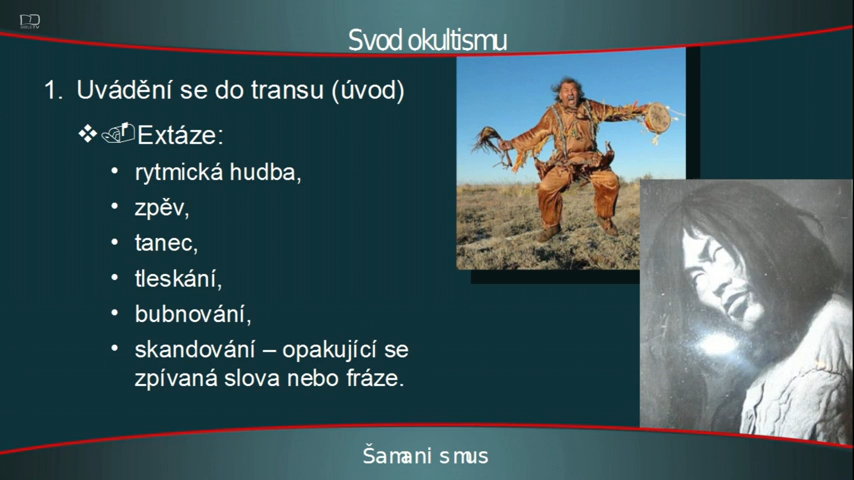 Svod okultismu
1. Uvádění se do transu (úvod)
❖ Extáze:
• rytmická hudba,
• zpěv,
• tanec,
• tleskání,
• bubnování,
• skandování – opakující se
zpívaná slova nebo fráze.
Šamanismus